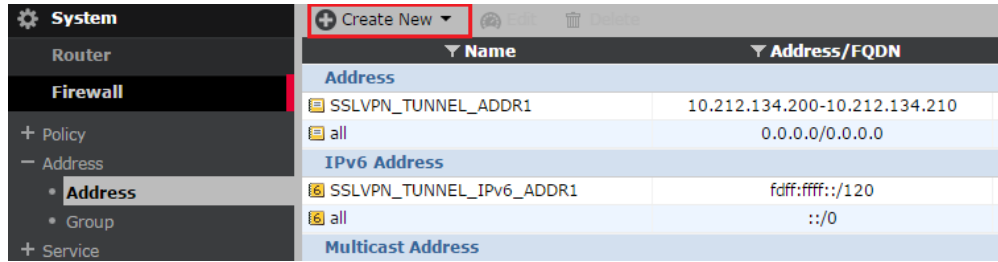 System
Router
Firewall
Policy
Address
Address
Group
Service
Create New Edit Delete
Name Address/FQDN
Address
SSLVPN_TUNNEL_ADDR1 10.212.134.200-10.212.134.210
all 0.0.0.0/0.0.0.0
IPv6 Address
SSLVPN_TUNNEL_IPv6_ADDR1 fdff:ffff::/120
all ::/0
Multicast Address